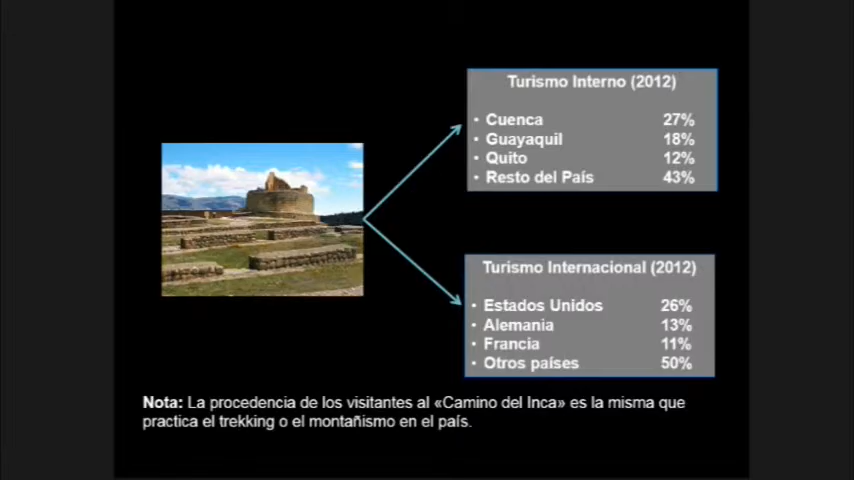 Turismo Interno (2012)
• Cuenca 27%
• Guayaquil 18%
• Quito 12%
• Resto del País 43%
Turismo Internacional (2012)
• Estados Unidos 26%
• Alemania 13%
• Francia 11%
• Otros países 50%
Nota: La procedencia de los visitantes al «Camino del Inca» es la misma que
practica el trekking o el montañismo en el país.